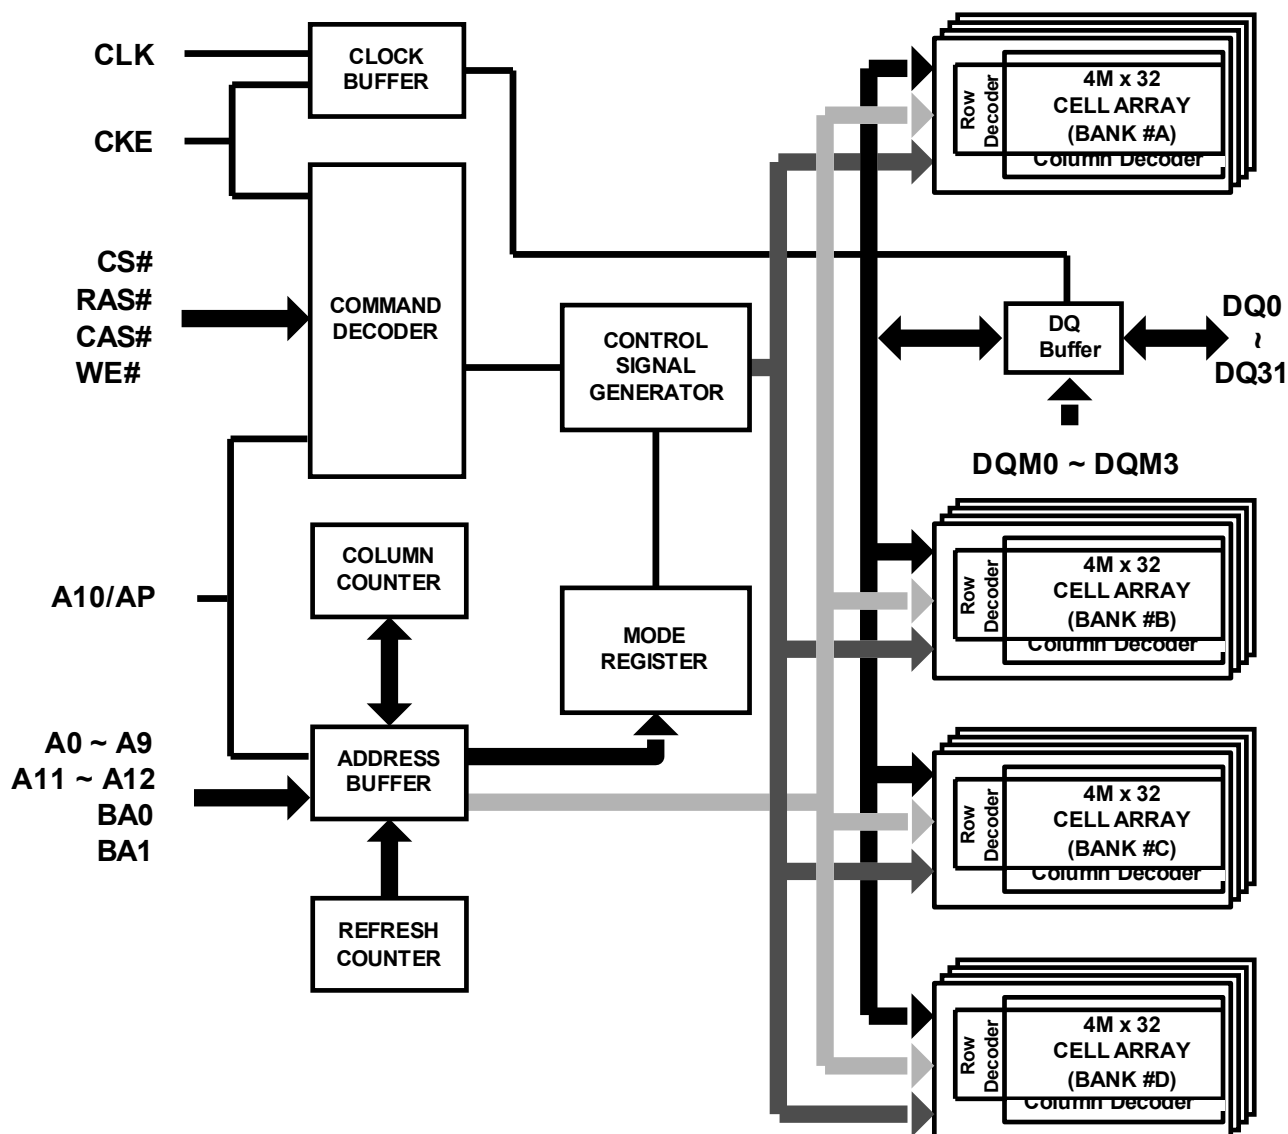 CLK
CKE
CLOCK
BUFFER
CS#
RAS#
CAS#
WE#
COMMAND
DECODER
CONTROL
SIGNAL
GENERATOR
A10/AP
COLUMN
COUNTER
MODE
REGISTER
A0 ~ A9
A11 ~ A12
BA0
BA1
ADDRESS
BUFFER
REFRESH
COUNTER
Row
Decoder
4M x 32
CELL ARRAY
(BANK #A)
Column Decoder
DQ
Buffer
DQ0
~
DQ31
DQM0 ~ DQM3
Row
Decoder
4M x 32
CELL ARRAY
(BANK #B)
Column Decoder
Row
Decoder
4M x 32
CELL ARRAY
(BANK #C)
Column Decoder
Row
Decoder
4M x 32
CELL ARRAY
(BANK #D)
Column Decoder